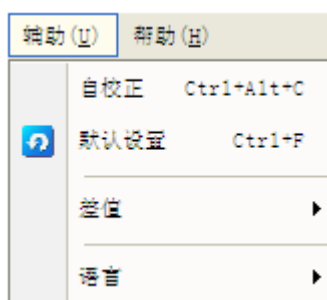 辅助(U) 帮助(H)
自校正 Ctrl+Alt+C
默认设置 Ctrl+F
差值
语言